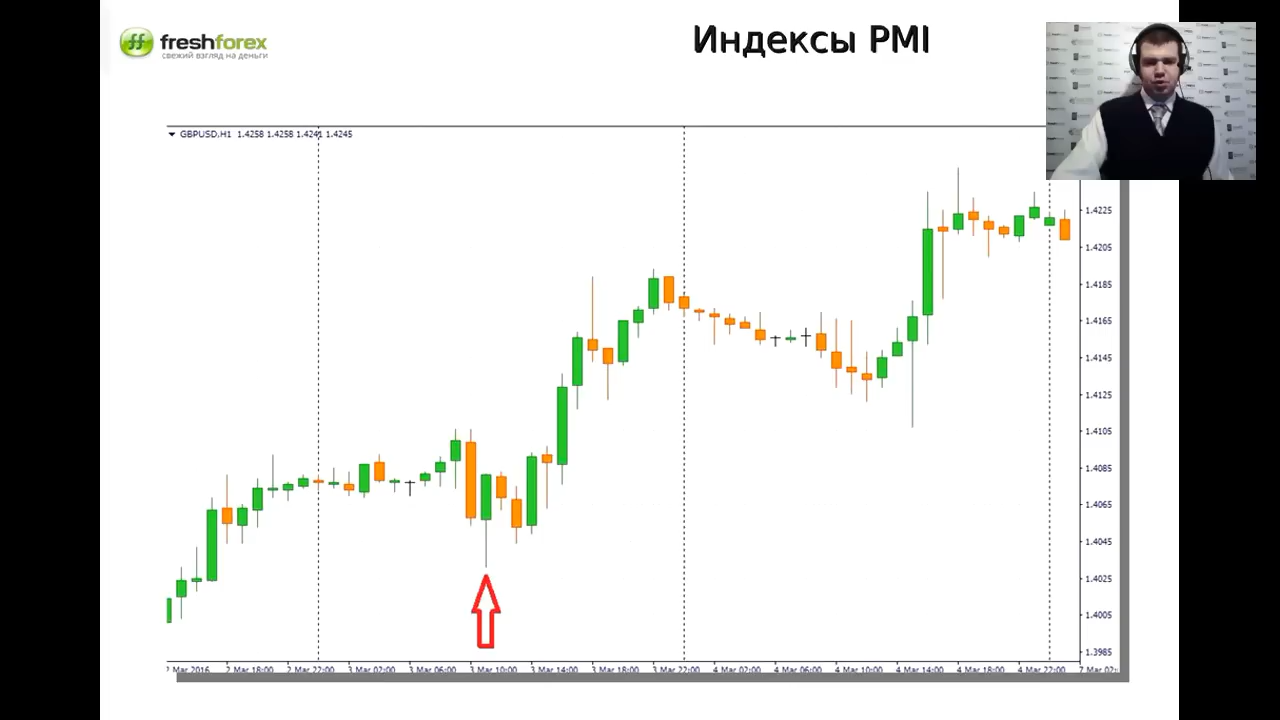 freshforex
свежий взгляд на деньги
Индексы PMI
GBPUSD.H1 1.4258 1.4258 1.4241 1.4245
1.4225
1.4205
1.4185
1.4165
1.4145
1.4125
1.4105
1.4085
1.4065
1.4045
1.4025
1.4005
1.3985
2 Mar 2016 2 Mar 18:00 2 Mar 22:00 3 Mar 02:00 3 Mar 06:00 3 Mar 10:00 3 Mar 14:00 3 Mar 18:00 3 Mar 22:00 4 Mar 02:00 4 Mar 06:00 4 Mar 10:00 4 Mar 14:00 4 Mar 18:00 4 Mar 22:00 7 Mar 02: